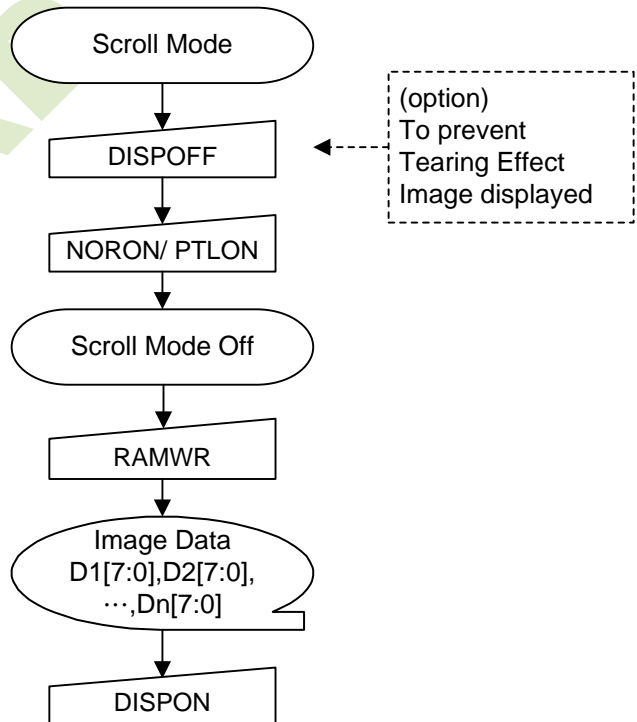 Scroll Mode
(option)
To prevent
Tearing Effect
Image displayed
DISPOFF
NORON/ PTLON
Scroll Mode Off
RAMWR
Image Data
D1[7:0],D2[7:0],
⋯,Dn[7:0]
DISPON